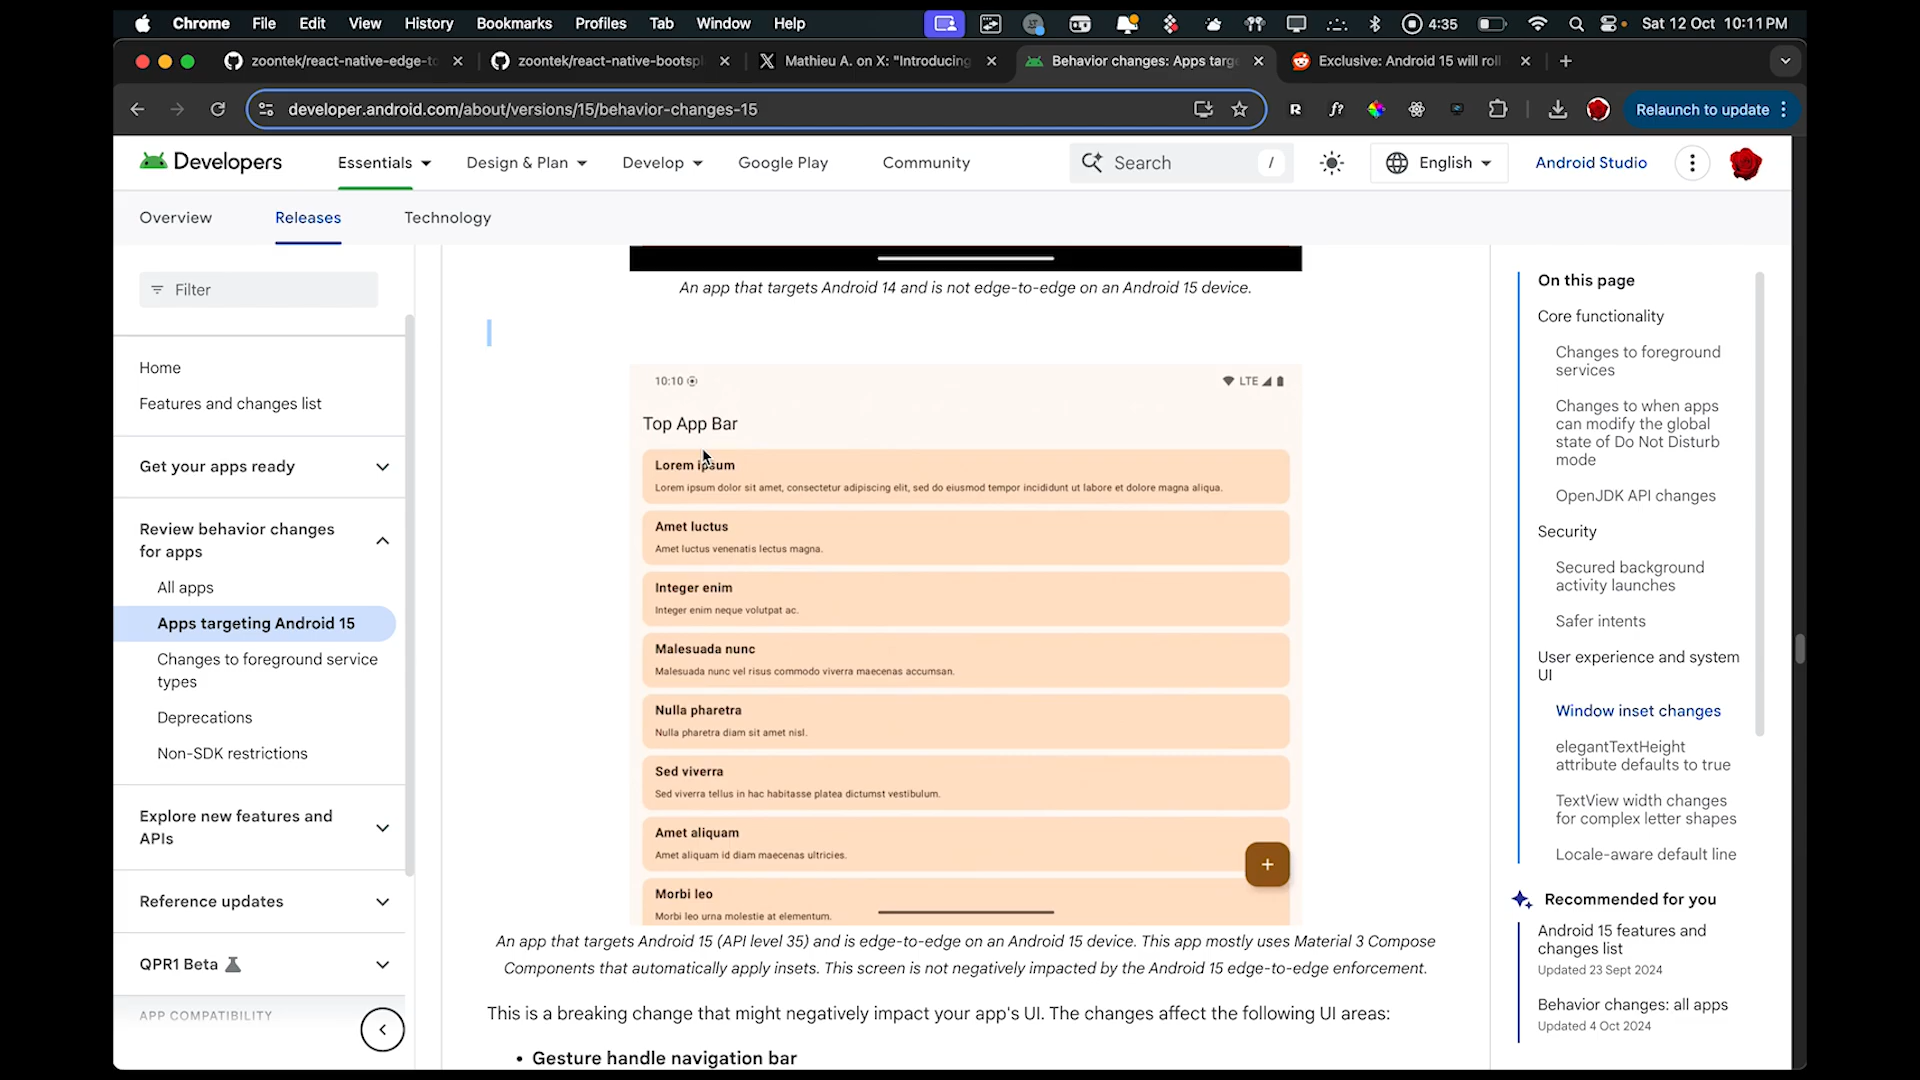 Chrome File Edit View History Bookmarks Profiles Tab Window Help 4:35 Sat 12 Oct 10:11 PM
zoontek/react-native-edge-to zoontek/react-native-bootspl Mathieu A. on X: "Introducing Behavior changes: Apps targe Exclusive: Android 15 will roll
developer.android.com/about/versions/15/behavior-changes-15 R f? Relaunch to update
Developers Essentials Design & Plan Develop Google Play Community Search / English Android Studio
Overview Releases Technology
Filter
Home
Features and changes list
Get your apps ready
Review behavior changes
for apps
All apps
Apps targeting Android 15
Changes to foreground service
types
Deprecations
Non-SDK restrictions
Explore new features and
APIs
Reference updates
QPR1 Beta
APP COMPATIBILITY
An app that targets Android 14 and is not edge-to-edge on an Android 15 device.
10:10 LTE
Top App Bar
Lorem ipsum
Lorem ipsum dolor sit amet, consectetur adipiscing elit, sed do eiusmod tempor incididunt ut labore et dolore magna aliqua.
Amet luctus
Amet luctus venenatis lectus magna.
Integer enim
Integer enim neque volutpat ac.
Malesuada nunc
Malesuada nunc vel risus commodo viverra maecenas accumsan.
Nulla pharetra
Nulla pharetra diam sit amet nisl.
Sed viverra
Sed viverra tellus in hac habitasse platea dictumst vestibulum.
Amet aliquam
Amet aliquam id diam maecenas ultricies.
+
Morbi leo
Morbi leo urna molestie at elementum.
An app that targets Android 15 (API level 35) and is edge-to-edge on an Android 15 device. This app mostly uses Material 3 Compose
Components that automatically apply insets. This screen is not negatively impacted by the Android 15 edge-to-edge enforcement.
This is a breaking change that might negatively impact your app's UI. The changes affect the following UI areas:
• Gesture handle navigation bar
On this page
Core functionality
Changes to foreground
services
Changes to when apps
can modify the global
state of Do Not Disturb
mode
OpenJDK API changes
Security
Secured background
activity launches
Safer intents
User experience and system
UI
Window inset changes
elegantTextHeight
attribute defaults to true
TextView width changes
for complex letter shapes
Locale-aware default line
Recommended for you
Android 15 features and
changes list
Updated 23 Sept 2024
Behavior changes: all apps
Updated 4 Oct 2024